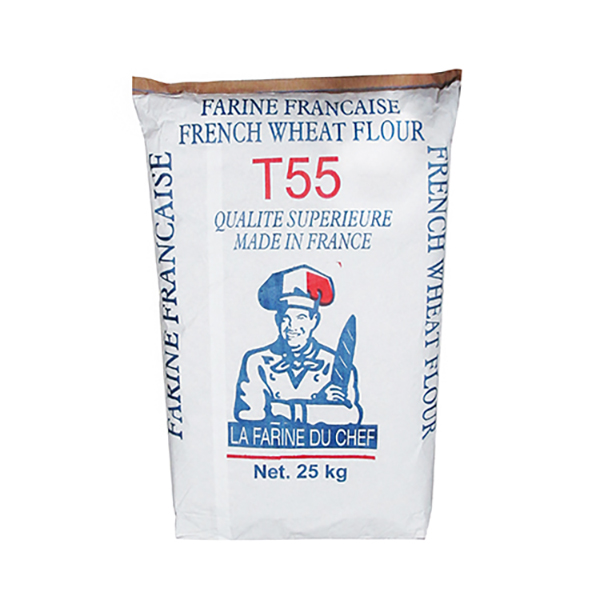 FARINE FRANCAISE
FRENCH WHEAT FLOUR
T55
QUALITE SUPERIEURE
MADE IN FRANCE
LA FARINE DU CHEF
Net. 25 kg
FARINE FRANCAISE
FRENCH WHEAT FLOUR